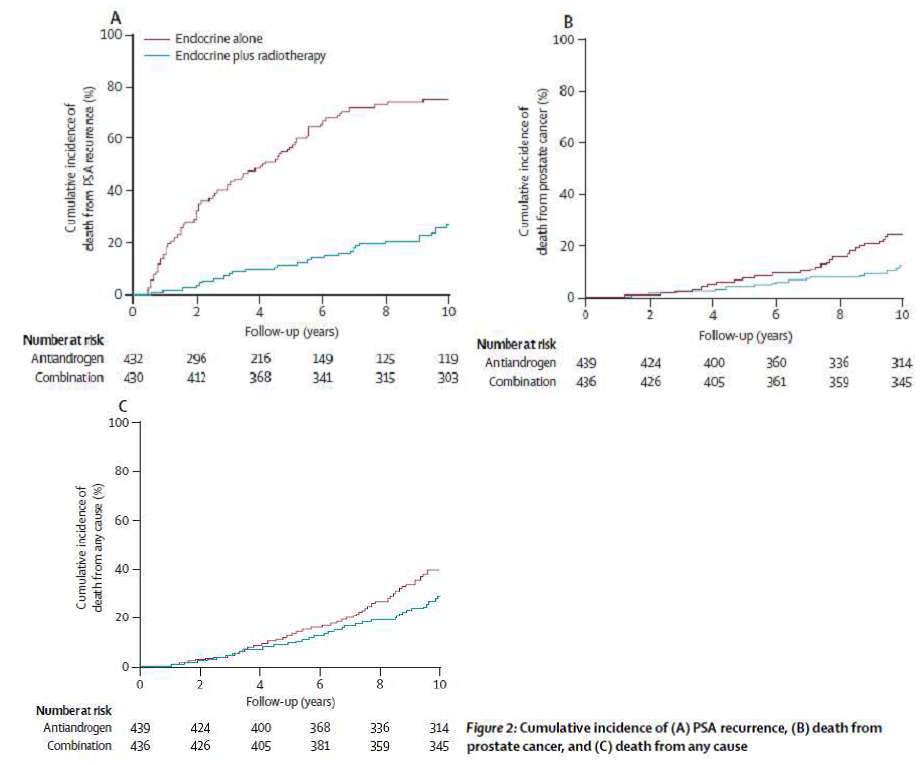 A
Endocrine alone
Endocrine plus radiotherapy
Cumulative incidence of
death from PSA recurrence (%)
100
80
60
40
20
0
0 2 4 6 8 10
Follow-up (years)
Number at risk
Antiandrogen 432 296 216 149 125 119
Combination 430 412 368 341 315 303
B
Cumulative incidence of
death from prostate cancer (%)
100
80
60
40
20
0
0 2 4 6 8 10
Follow-up (years)
Number at risk
Antiandrogen 439 424 400 360 336 314
Combination 436 426 405 361 359 345
C
Cumulative incidence of
death from any cause (%)
100
80
60
40
20
0
0 2 4 6 8 10
Follow-up (years)
Number at risk
Antiandrogen 439 424 400 368 336 314
Combination 436 426 405 381 359 345
Figure 2: Cumulative incidence of (A) PSA recurrence, (B) death from
prostate cancer, and (C) death from any cause